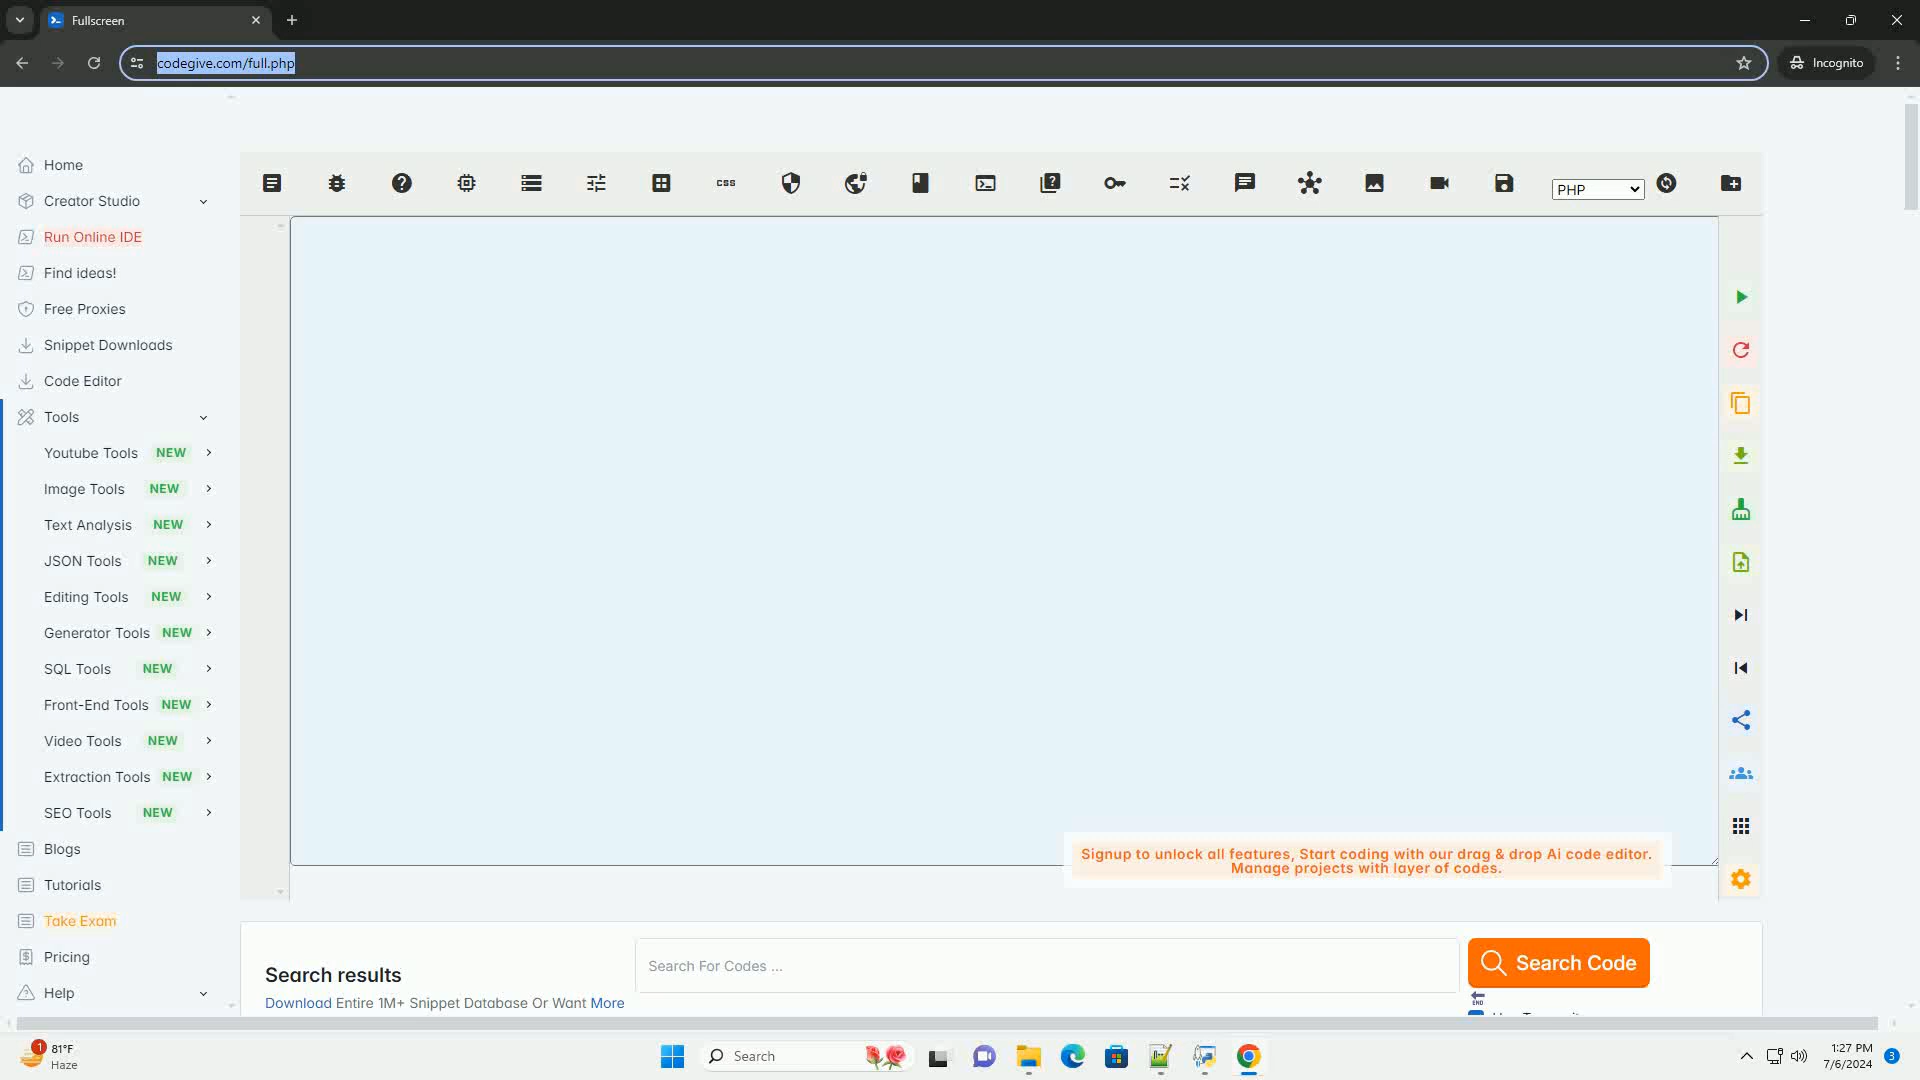 Fullscreen
codegive.com/full.php
Incognito
Home
Creator Studio
Run Online IDE
Find ideas!
Free Proxies
Snippet Downloads
Code Editor
Tools
Youtube Tools NEW
Image Tools NEW
Text Analysis NEW
JSON Tools NEW
Editing Tools NEW
Generator Tools NEW
SQL Tools NEW
Front-End Tools NEW
Video Tools NEW
Extraction Tools NEW
SEO Tools NEW
Blogs
Tutorials
Take Exam
Pricing
Help
CSS
PHP
Signup to unlock all features, Start coding with our drag & drop Ai code editor.
Manage projects with layer of codes.
Search results
Download Entire 1M+ Snippet Database Or Want More
Search For Codes ...
Search Code
END
1
81°F
Haze
Search
1:27 PM
7/6/2024
3